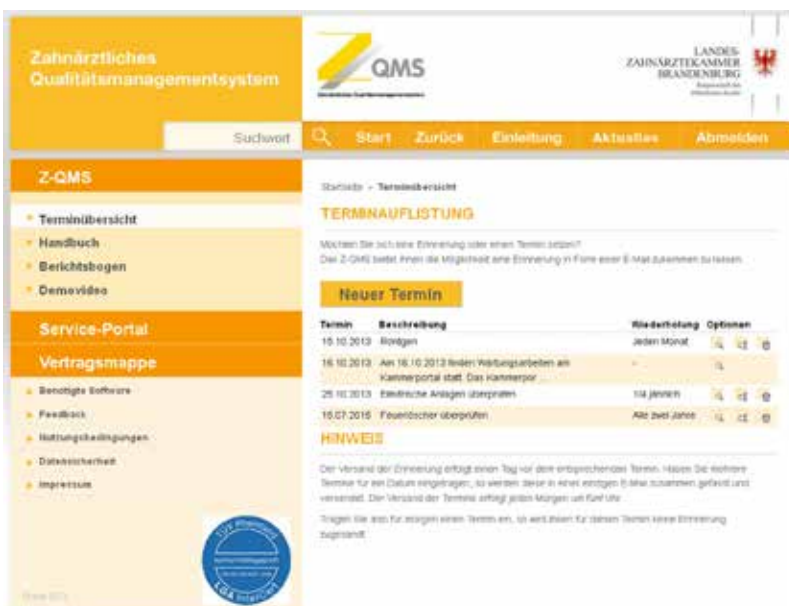 Zahnärztliches
Qualitätsmanagementsystem
QMS
LANDES-
ZAHNÄRZTEKAMMER
BRANDENBURG
Suchwort
Start Zurück Einleitung Aktuelles Abmelden
Z-QMS
Terminübersicht
Handbuch
Berichtsbogen
Demovideo
Service-Portal
Vertragsmappe
Benötigte Software
Feedback
Nutzungsbedingungen
Datensicherheit
Impressum
TÜV Rheinland
LGA InterCert
Startseite > Terminübersicht
TERMINAUFLISTUNG
Möchten Sie sich eine Erinnerung oder einen Termin setzen?
Das Z-QMS bietet Ihnen die Möglichkeit eine Erinnerung in Form einer E-Mail zukommen zu lassen.
Neuer Termin
Termin Beschreibung Wiederholung Optionen
15.10.2013 Röntgen Jeden Monat
16.10.2013 Am 16.10.2013 finden Wartungsarbeiten am -
Kammerportal statt. Das Kammerpor ...
25.10.2013 Elektrische Anlagen überprüfen 1/4 jährlich
15.07.2015 Feuerlöscher überprüfen Alle zwei Jahre
HINWEIS
Der Versand der Erinnerung erfolgt einen Tag vor dem entsprechenden Termin. Haben Sie mehrere
Termine für ein Datum eingetragen, so werden diese in einer einzigen E-Mail zusammen gefasst und
versendet. Der Versand der Termine erfolgt jeden Morgen um fünf Uhr.
Tragen Sie also für morgen einen Termin ein, so wird Ihnen für diesen Termin keine Erinnerung
zugesandt.